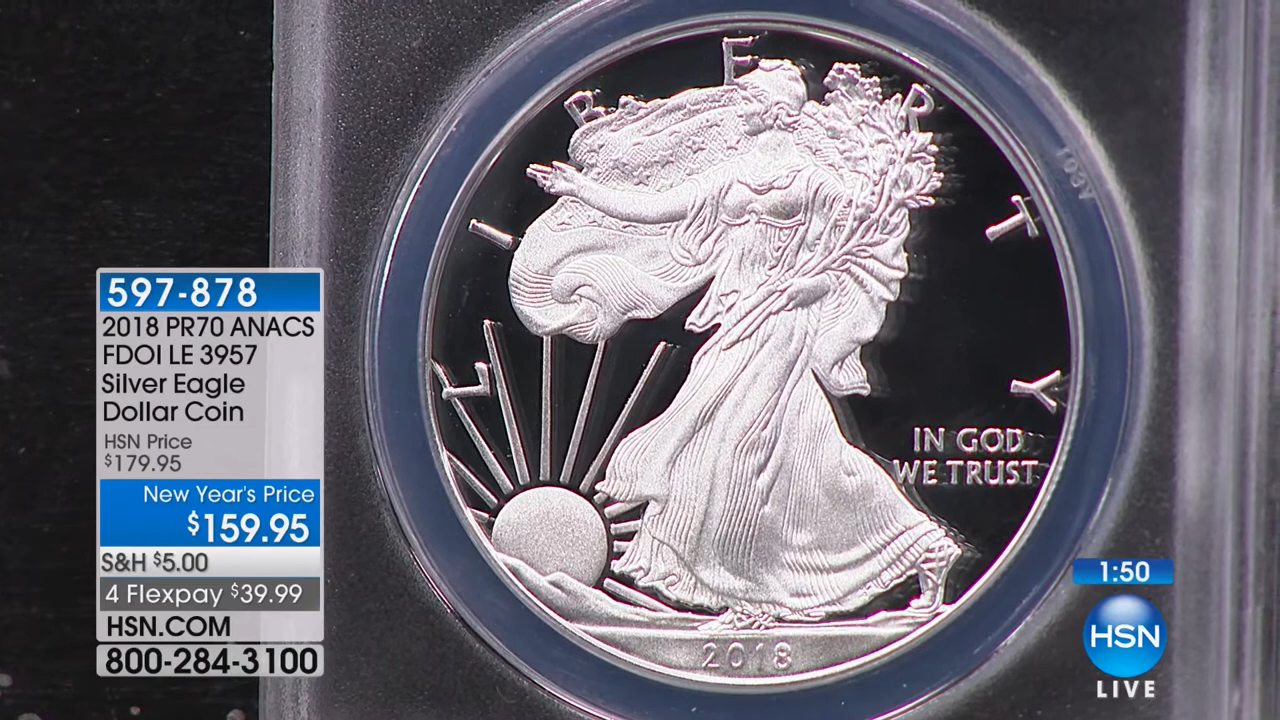 597-878
2018 PR70 ANACS
FDOI LE 3957
Silver Eagle
Dollar Coin
HSN Price
$179.95
New Year's Price
$159.95
S&H $5.00
4 Flexpay $39.99
HSN.COM
800-284-3100
LIBERTY
IN GOD
WE TRUST
2018
1:50
HSN
LIVE